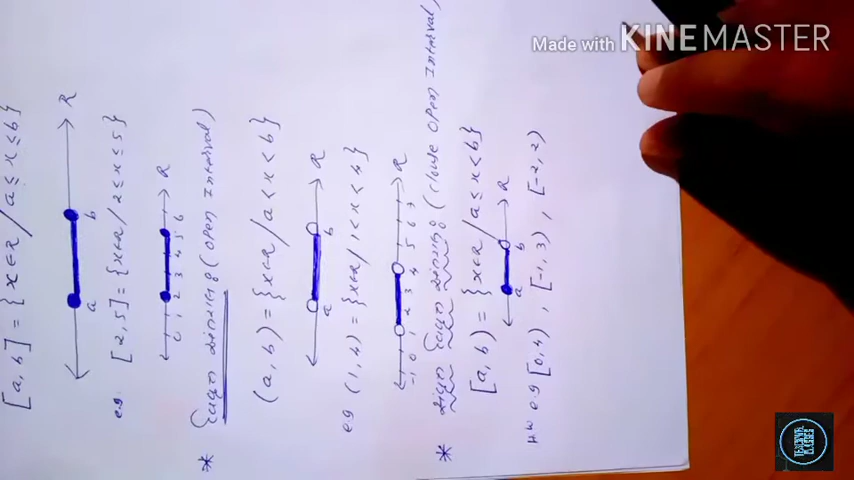 [a, b] = {x∈R / a ≤ x ≤ b}
a b R
eg [2, 5] = {x∈R / 2 ≤ x ≤ 5}
0 1 2 3 4 5 6 R
* (open Interval)
(a, b) = {x∈R / a < x < b}
a b R
eg (1, 4) = {x∈R / 1 < x < 4}
-1 0 1 2 3 4 5 6 7 R
* (close open Interval)
[a, b) = {x∈R / a ≤ x < b}
a b R
HW eg [0, 4) , [-1, 3) , [-2, 2)
Made with KINEMASTER